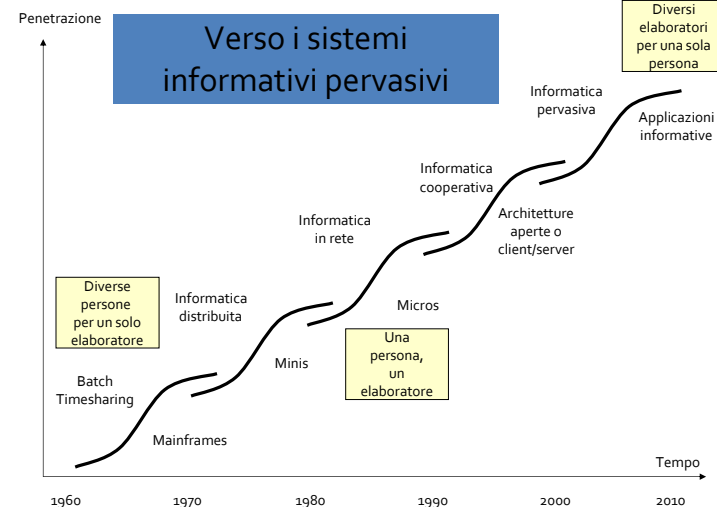 Penetrazione
Verso i sistemi
informativi pervasivi
Diversi
elaboratori
per una sola
persona
Informatica
pervasiva
Applicazioni
informative
Informatica
cooperativa
Architetture
aperte o
client/server
Informatica
in rete
Micros
Diverse
persone
per un solo
elaboratore
Informatica
distribuita
Minis
Una
persona,
un
elaboratore
Batch
Timesharing
Mainframes
Tempo
1960 1970 1980 1990 2000 2010